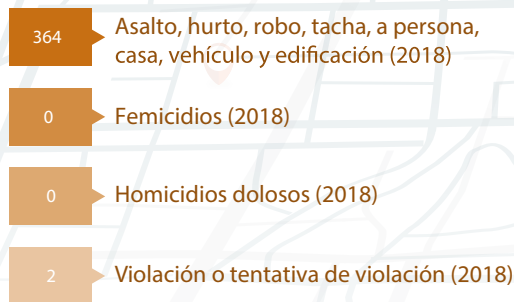 364
Asalto, hurto, robo, tacha, a persona,
casa, vehículo y edificación (2018)
0
Femicidios (2018)
0
Homicidios dolosos (2018)
2
Violación o tentativa de violación (2018)